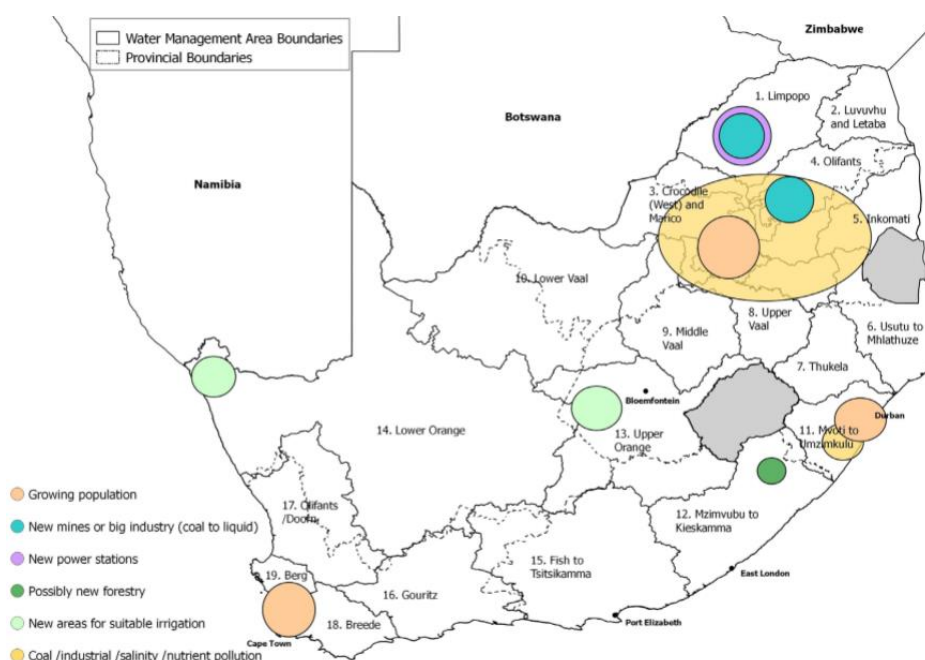 Water Management Area Boundaries
Provincial Boundaries
Zimbabwe
1. Limpopo
2. Luvuvhu
and Letaba
Botswana
4. Olifants
Namibia
3. Crocodile
(West) and
Marico
5. Inkomati
10. Lower Vaal
9. Middle
Vaal
8. Upper
Vaal
6. Usutu to
Mhlathuze
7. Thukela
Bloemfontein
Durban
14. Lower Orange
13. Upper
Orange
11. Mvoti to
Umzimkulu
17. Olifants
/Doorn
12. Mzimvubu to
Kieskamma
15. Fish to
Tsitsikamma
East London
19. Berg
16. Gouritz
18. Breede
Port Elizabeth
Cape Town
Growing population
New mines or big industry (coal to liquid)
New power stations
Possibly new forestry
New areas for suitable irrigation
Coal /industrial /salinity /nutrient pollution